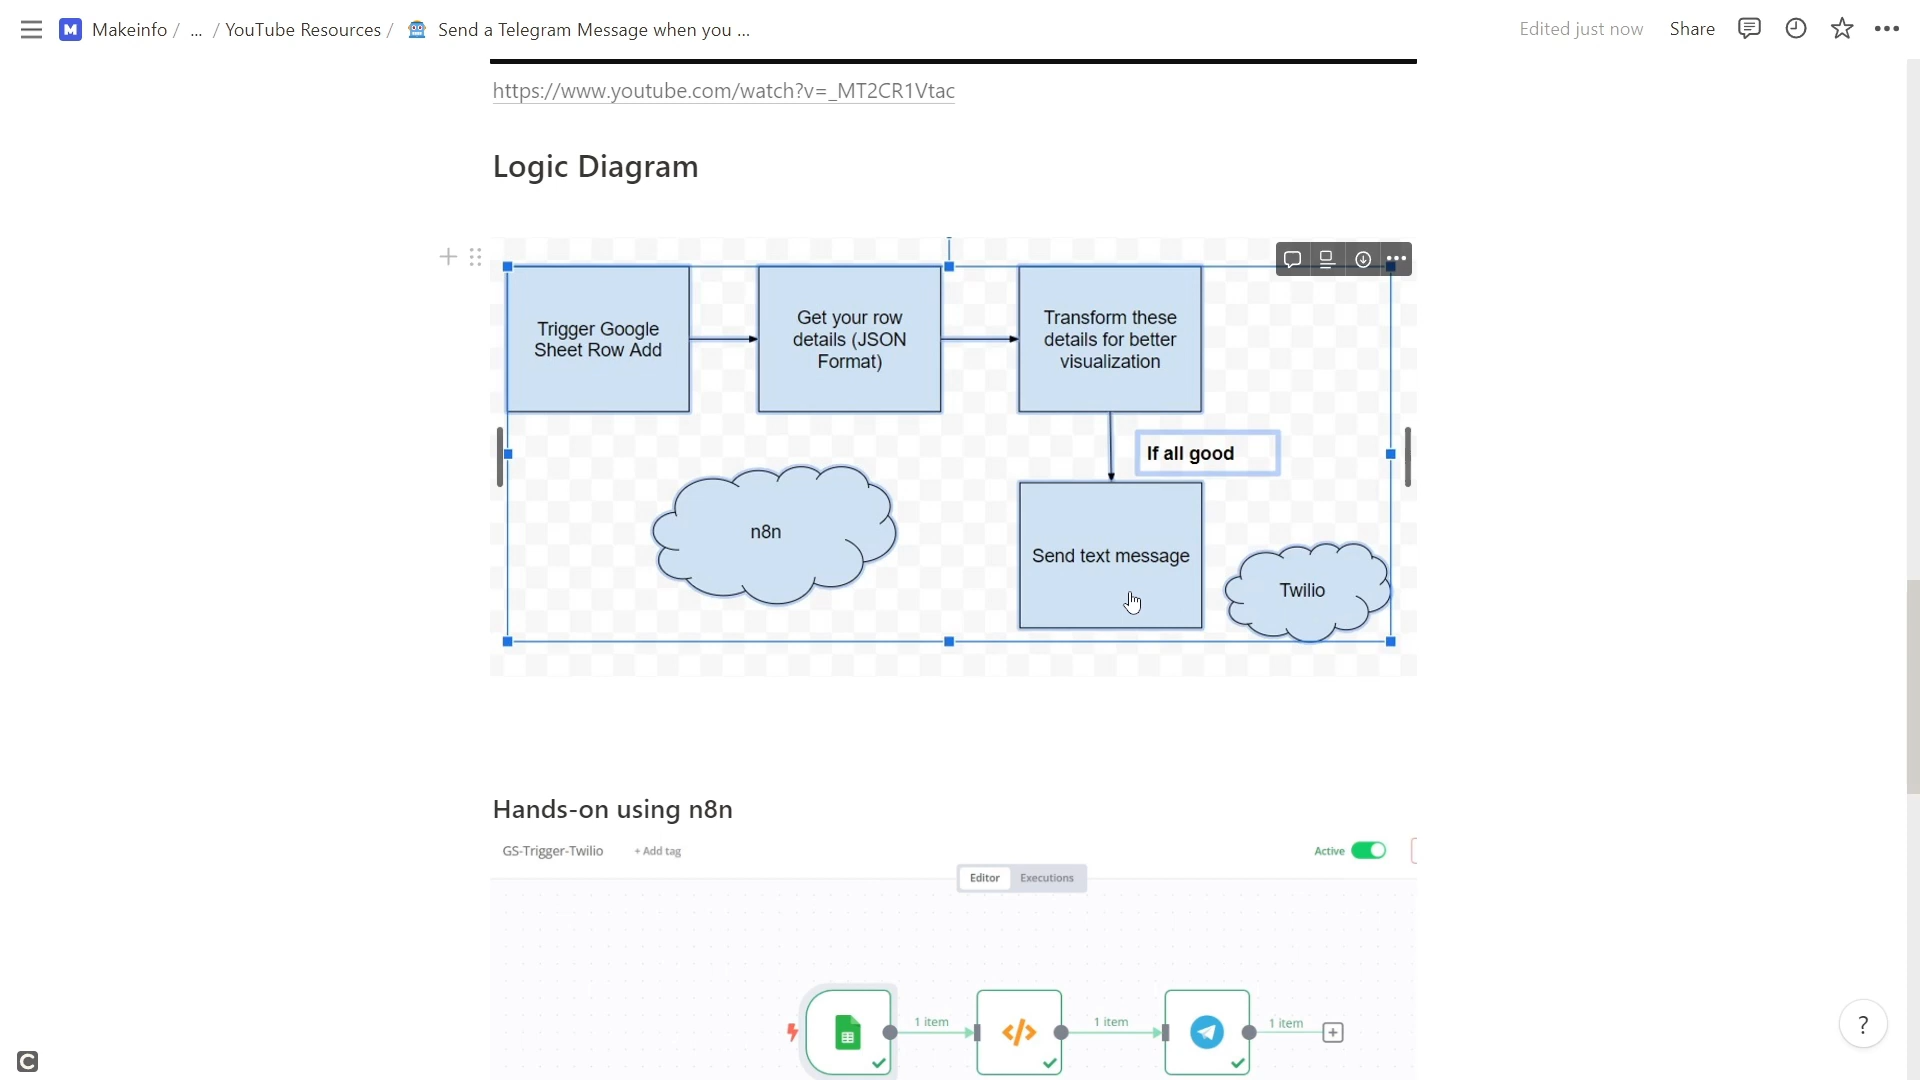 Makeinfo / ... / YouTube Resources / Send a Telegram Message when you ...
Edited just now Share
https://www.youtube.com/watch?v=_MT2CR1Vtac
Logic Diagram
Trigger Google
Sheet Row Add
Get your row
details (JSON
Format)
Transform these
details for better
visualization
If all good
n8n
Send text message
Twilio
Hands-on using n8n
GS-Trigger-Twilio + Add tag
Active
Editor Executions
1 item
1 item
1 item
?